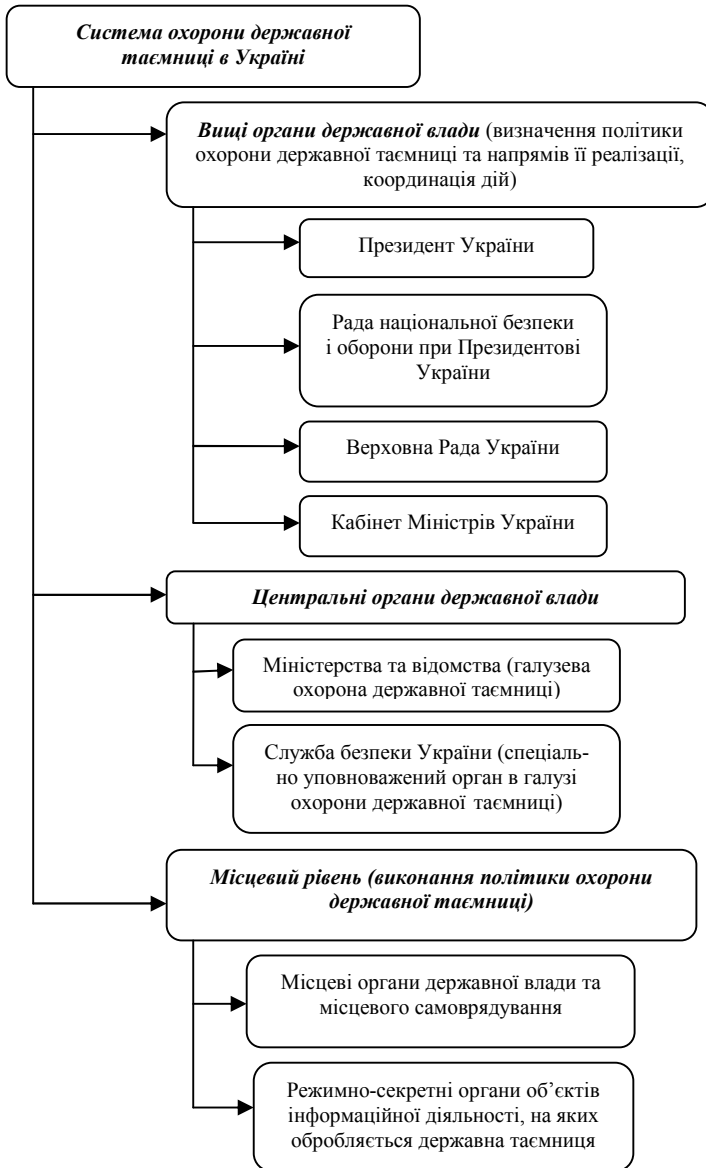 Система охорони державної
таємниці в Україні
Вищі органи державної влади (визначення політики
охорони державної таємниці та напрямів її реалізації,
координація дій)
Президент України
Рада національної безпеки
і оборони при Президентові
України
Верховна Рада України
Кабінет Міністрів України
Центральні органи державної влади
Міністерства та відомства (галузева
охорона державної таємниці)
Служба безпеки України (спеціаль-
но уповноважений орган в галузі
охорони державної таємниці)
Місцевий рівень (виконання політики охорони
державної таємниці)
Місцеві органи державної влади та
місцевого самоврядування
Режимно-секретні органи об’єктів
інформаційної діяльності, на яких
обробляється державна таємниця